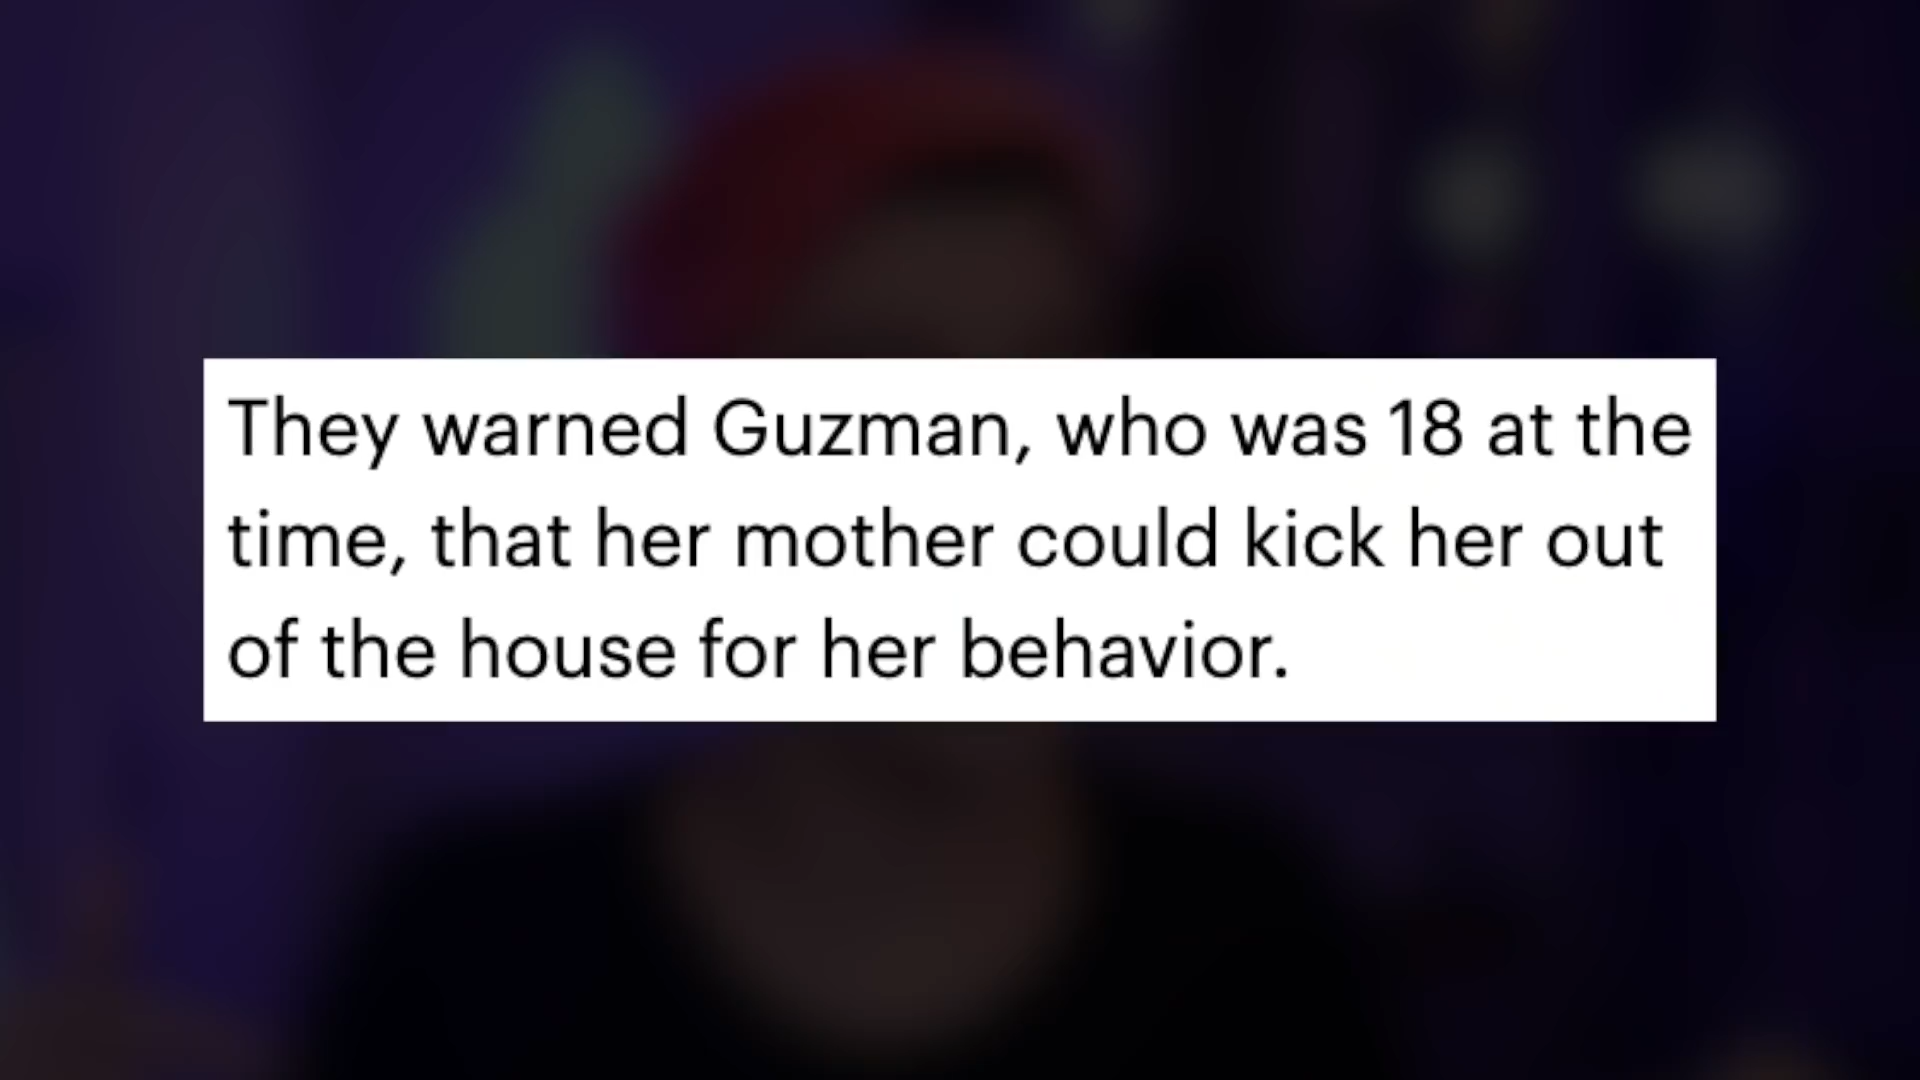 They warned Guzman, who was 18 at the
time, that her mother could kick her out
of the house for her behavior.